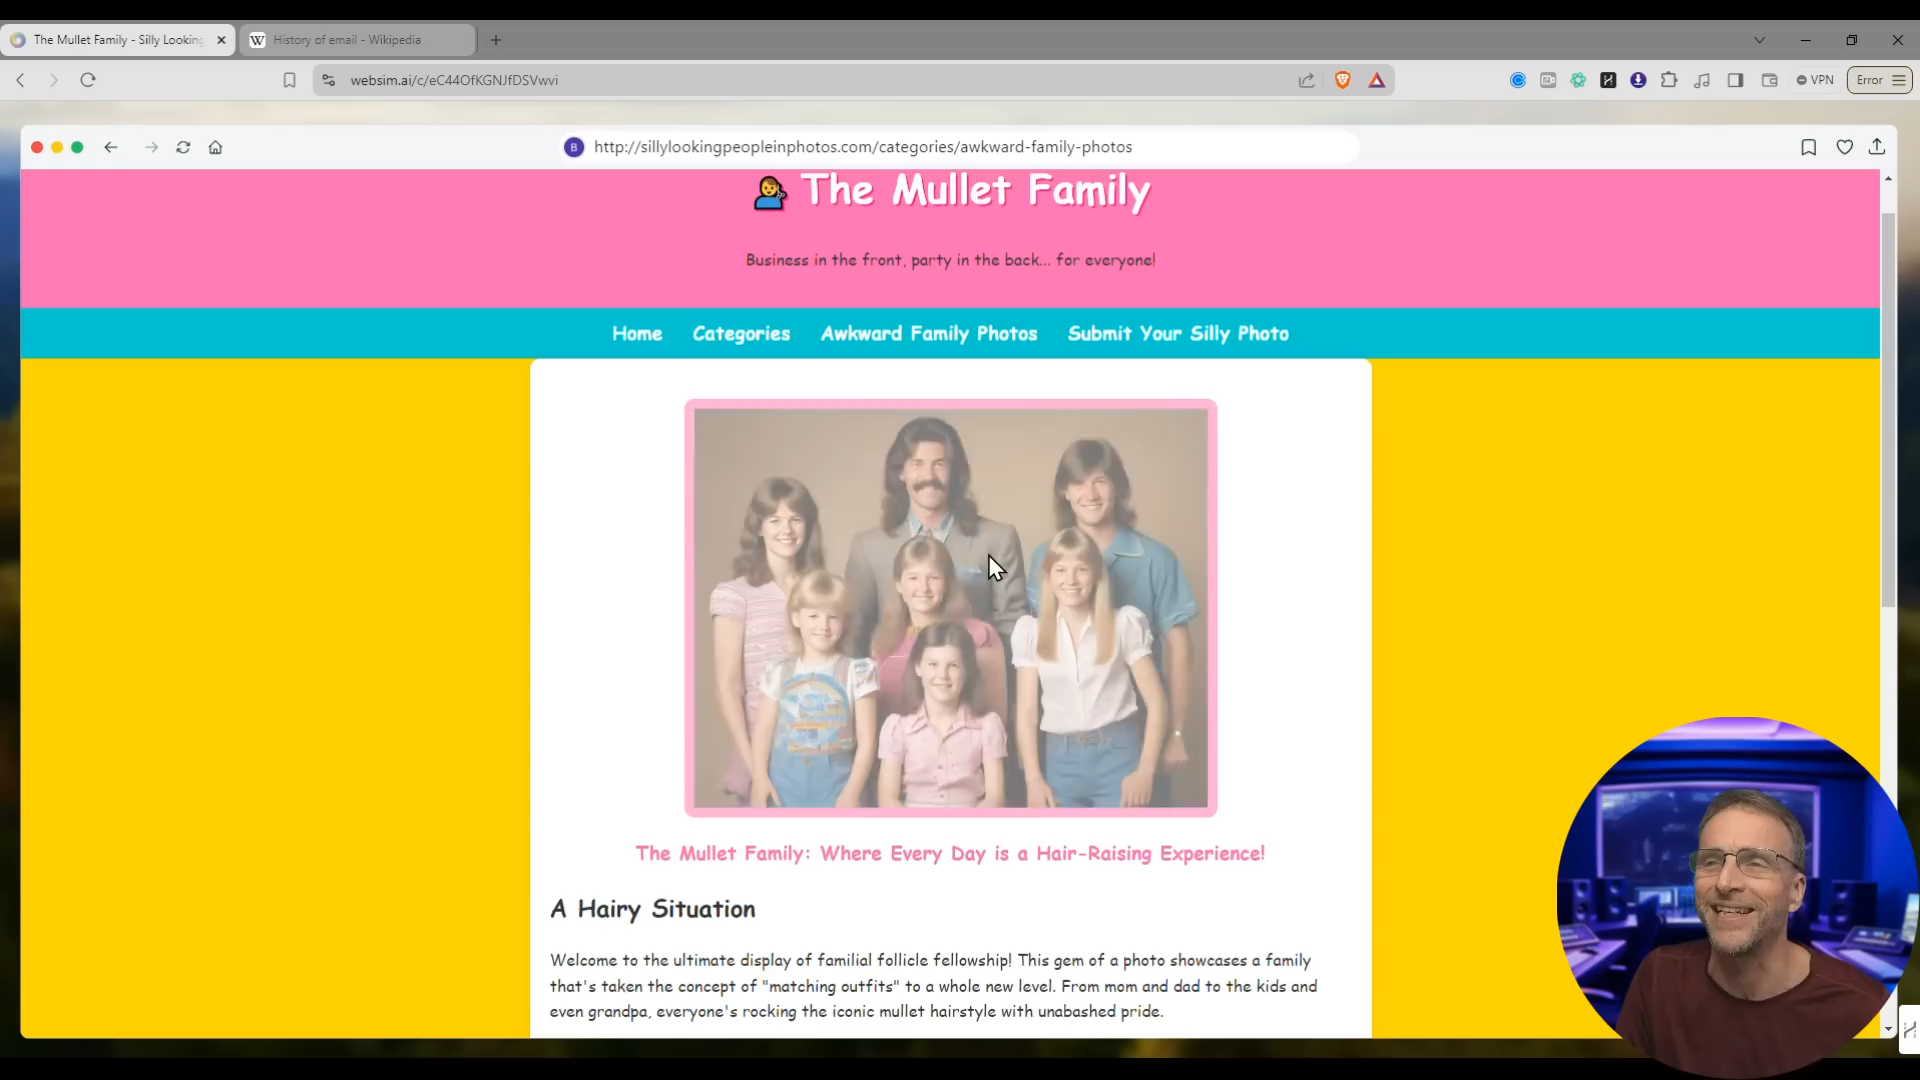 The Mullet Family - Silly Looking
History of email - Wikipedia
websim.ai/c/eC44OfKGNJfDSVwvi
VPN
Error
B
http://sillylookingpeopleinphotos.com/categories/awkward-family-photos
The Mullet Family
Business in the front, party in the back... for everyone!
Home Categories Awkward Family Photos Submit Your Silly Photo
The Mullet Family: Where Every Day is a Hair-Raising Experience!
A Hairy Situation
Welcome to the ultimate display of familial follicle fellowship! This gem of a photo showcases a family
that's taken the concept of "matching outfits" to a whole new level. From mom and dad to the kids and
even grandpa, everyone's rocking the iconic mullet hairstyle with unabashed pride.